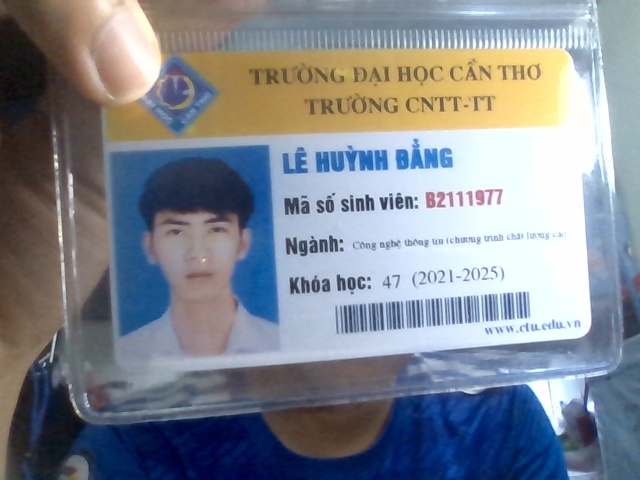 TRƯỜNG ĐẠI HỌC CẦN THƠ
TRƯỜNG CNTT-TT
LÊ HUỲNH ĐẲNG
Mã số sinh viên: B2111977
Ngành: Công nghệ thông tin (chương trình chất lượng cao)
Khóa học: 47 (2021-2025)
www.ctu.edu.vn